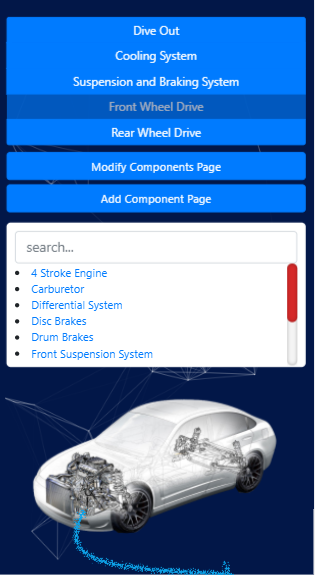 Dive Out
Cooling System
Suspension and Braking System
Front Wheel Drive
Rear Wheel Drive
Modify Components Page
Add Component Page
search...
4 Stroke Engine
Carburetor
Differential System
Disc Brakes
Drum Brakes
Front Suspension System